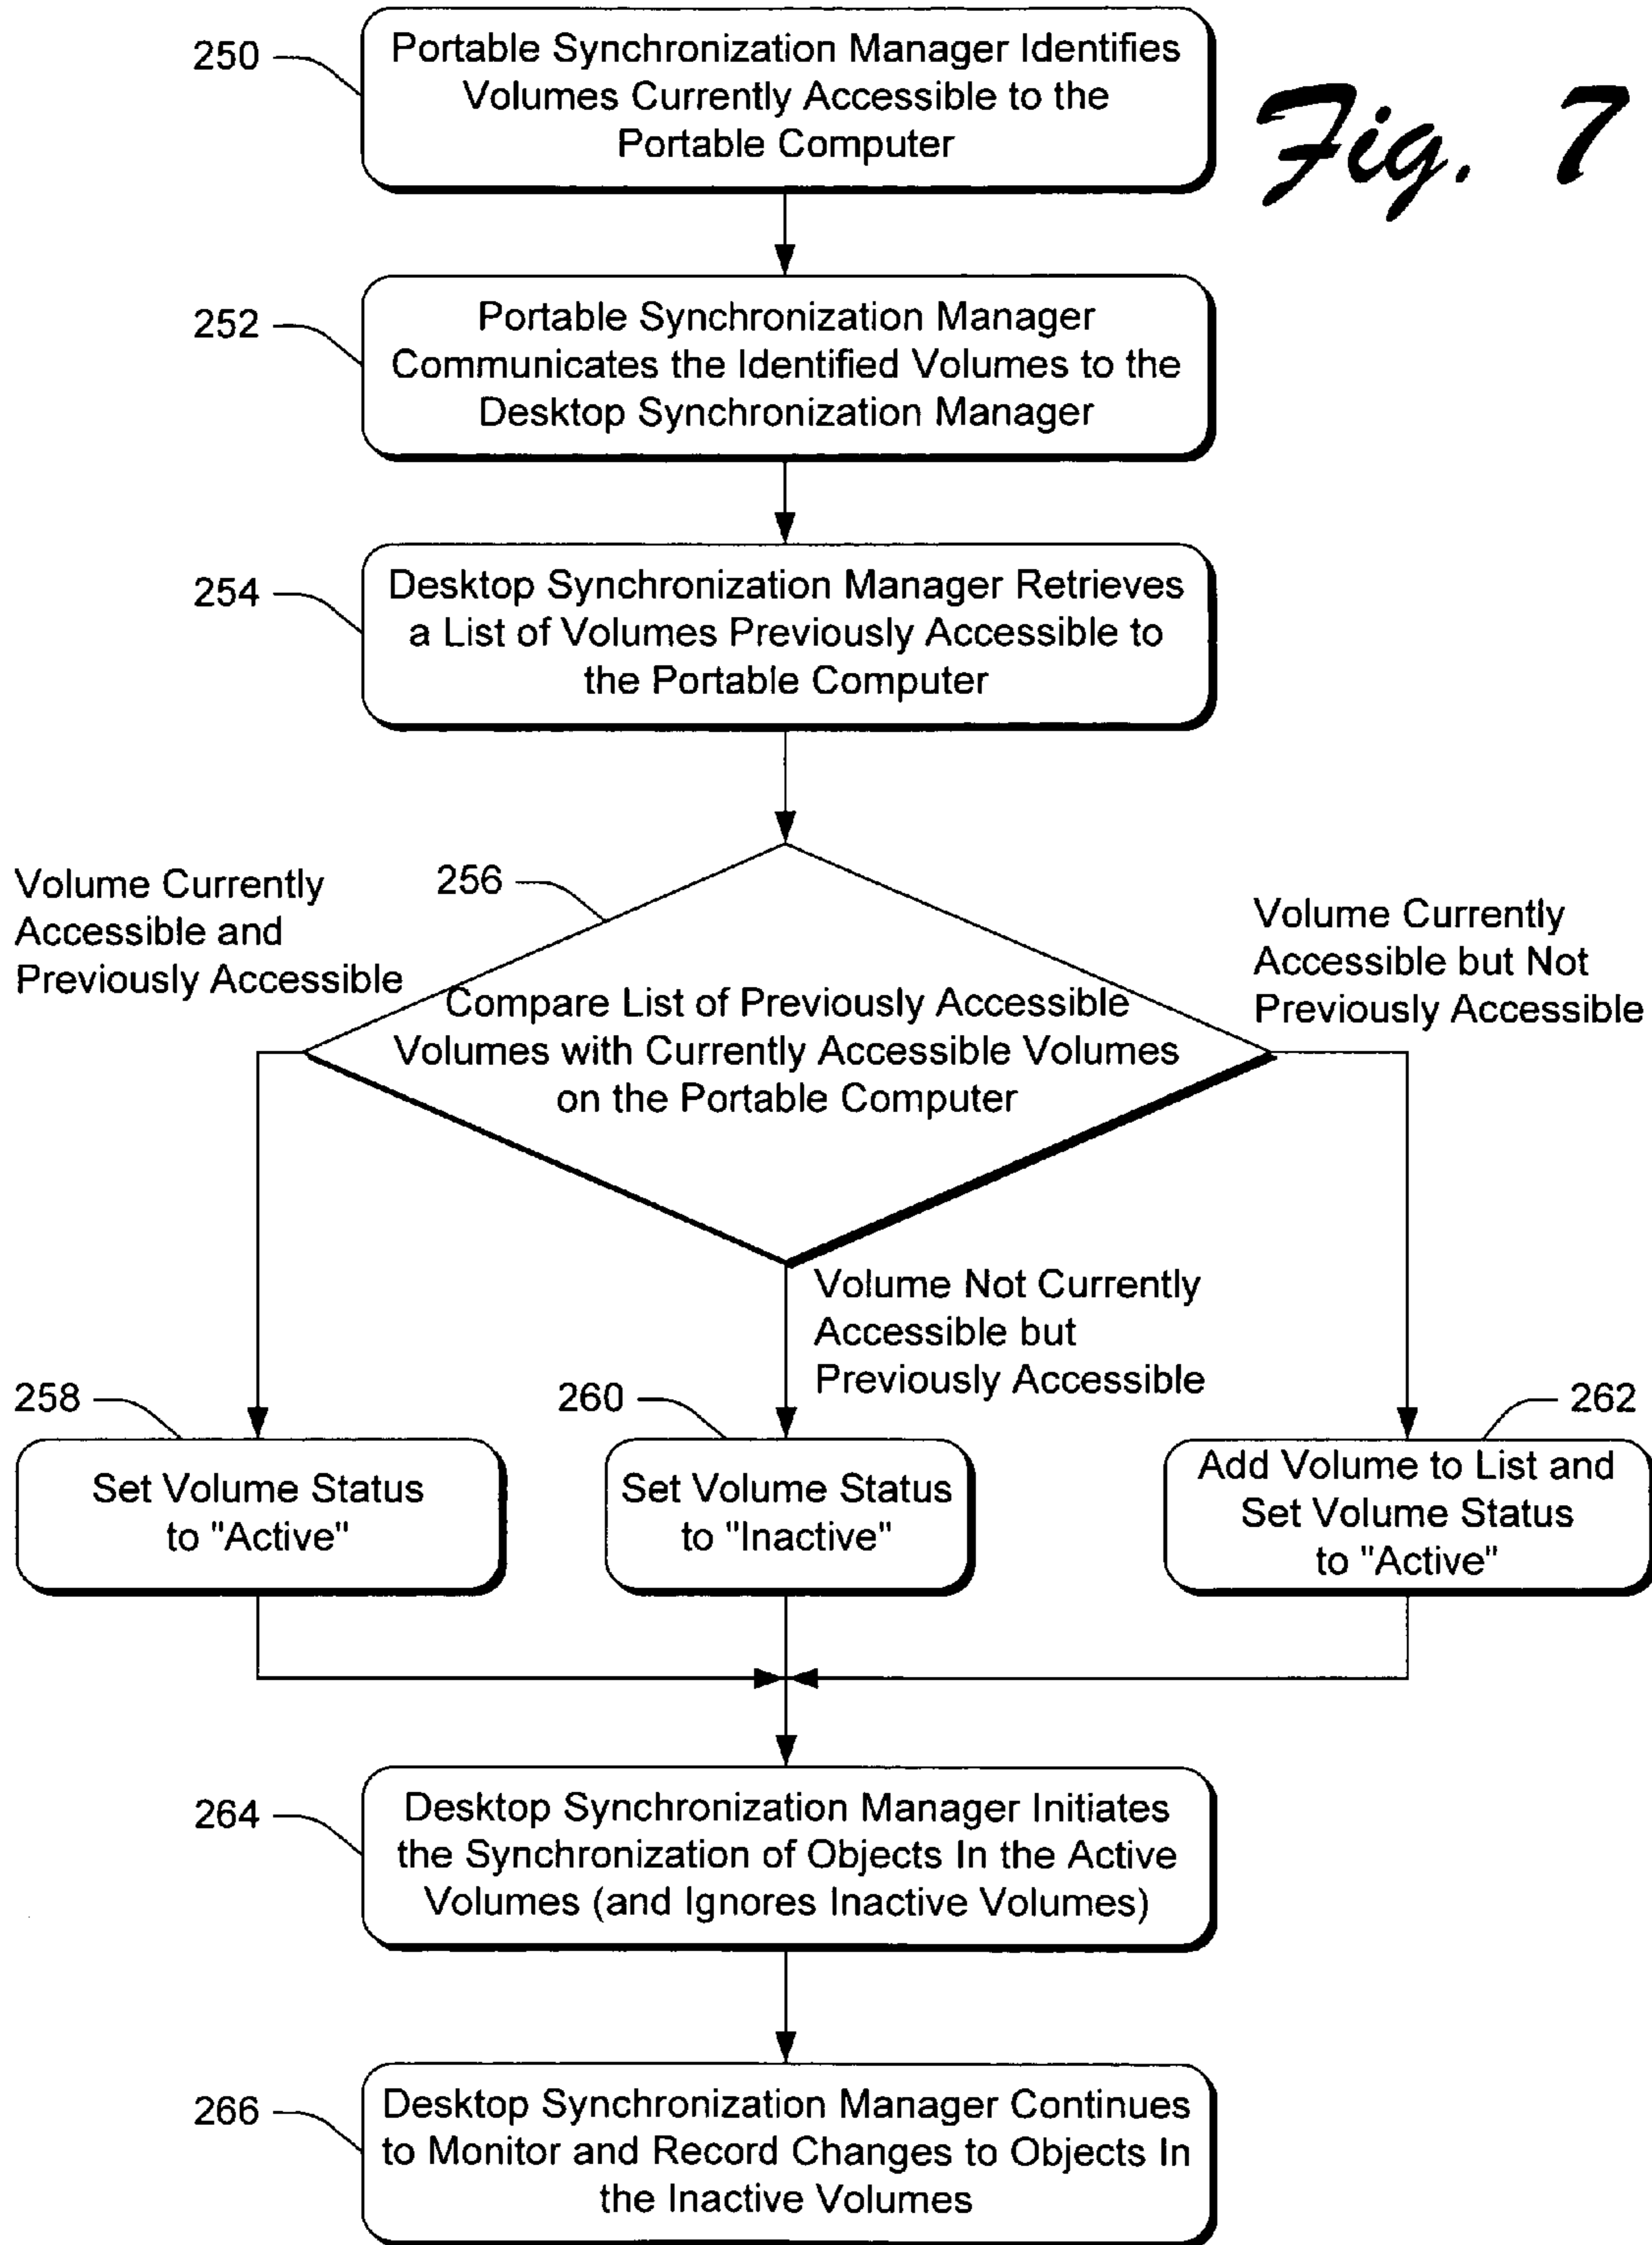 250
Portable Synchronization Manager Identifies
Volumes Currently Accessible to the
Portable Computer
Fig. 7
252
Portable Synchronization Manager
Communicates the Identified Volumes to the
Desktop Synchronization Manager
254
Desktop Synchronization Manager Retrieves
a List of Volumes Previously Accessible to
the Portable Computer
Volume Currently
Accessible and
Previously Accessible
256
Volume Currently
Accessible but Not
Previously Accessible
Compare List of Previously Accessible
Volumes with Currently Accessible Volumes
on the Portable Computer
Volume Not Currently
Accessible but
Previously Accessible
258
Set Volume Status
to "Active"
260
Set Volume Status
to "Inactive"
262
Add Volume to List and
Set Volume Status
to "Active"
264
Desktop Synchronization Manager Initiates
the Synchronization of Objects In the Active
Volumes (and Ignores Inactive Volumes)
266
Desktop Synchronization Manager Continues
to Monitor and Record Changes to Objects In
the Inactive Volumes